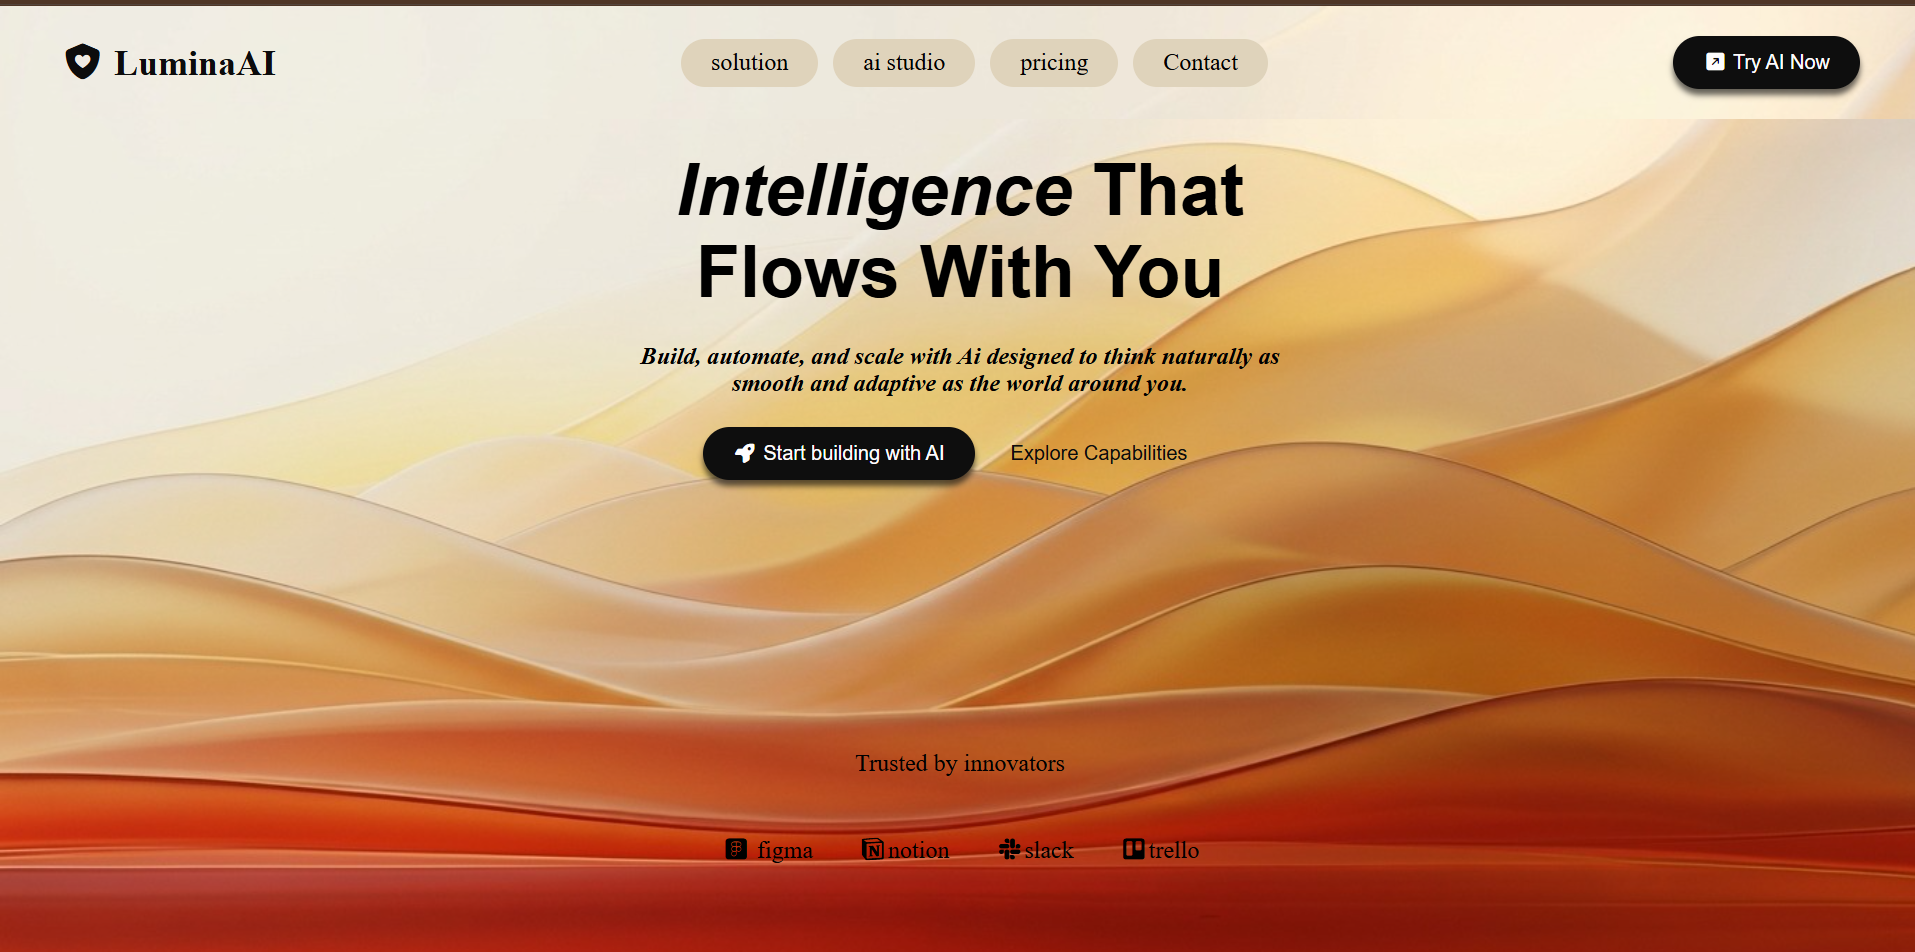 LuminaAI
solution
ai studio
pricing
Contact
Try AI Now
Intelligence That
Flows With You
Build, automate, and scale with Ai designed to think naturally as
smooth and adaptive as the world around you.
Start building with AI
Explore Capabilities
Trusted by innovators
figma
notion
slack
trello